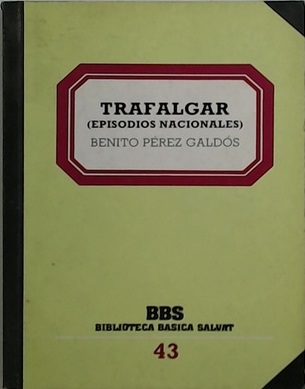 TRAFALGAR
(EPISODIOS NACIONALES)
BENITO PÉREZ GALDÓS
BBS
BIBLIOTECA BASICA SALVAT
43